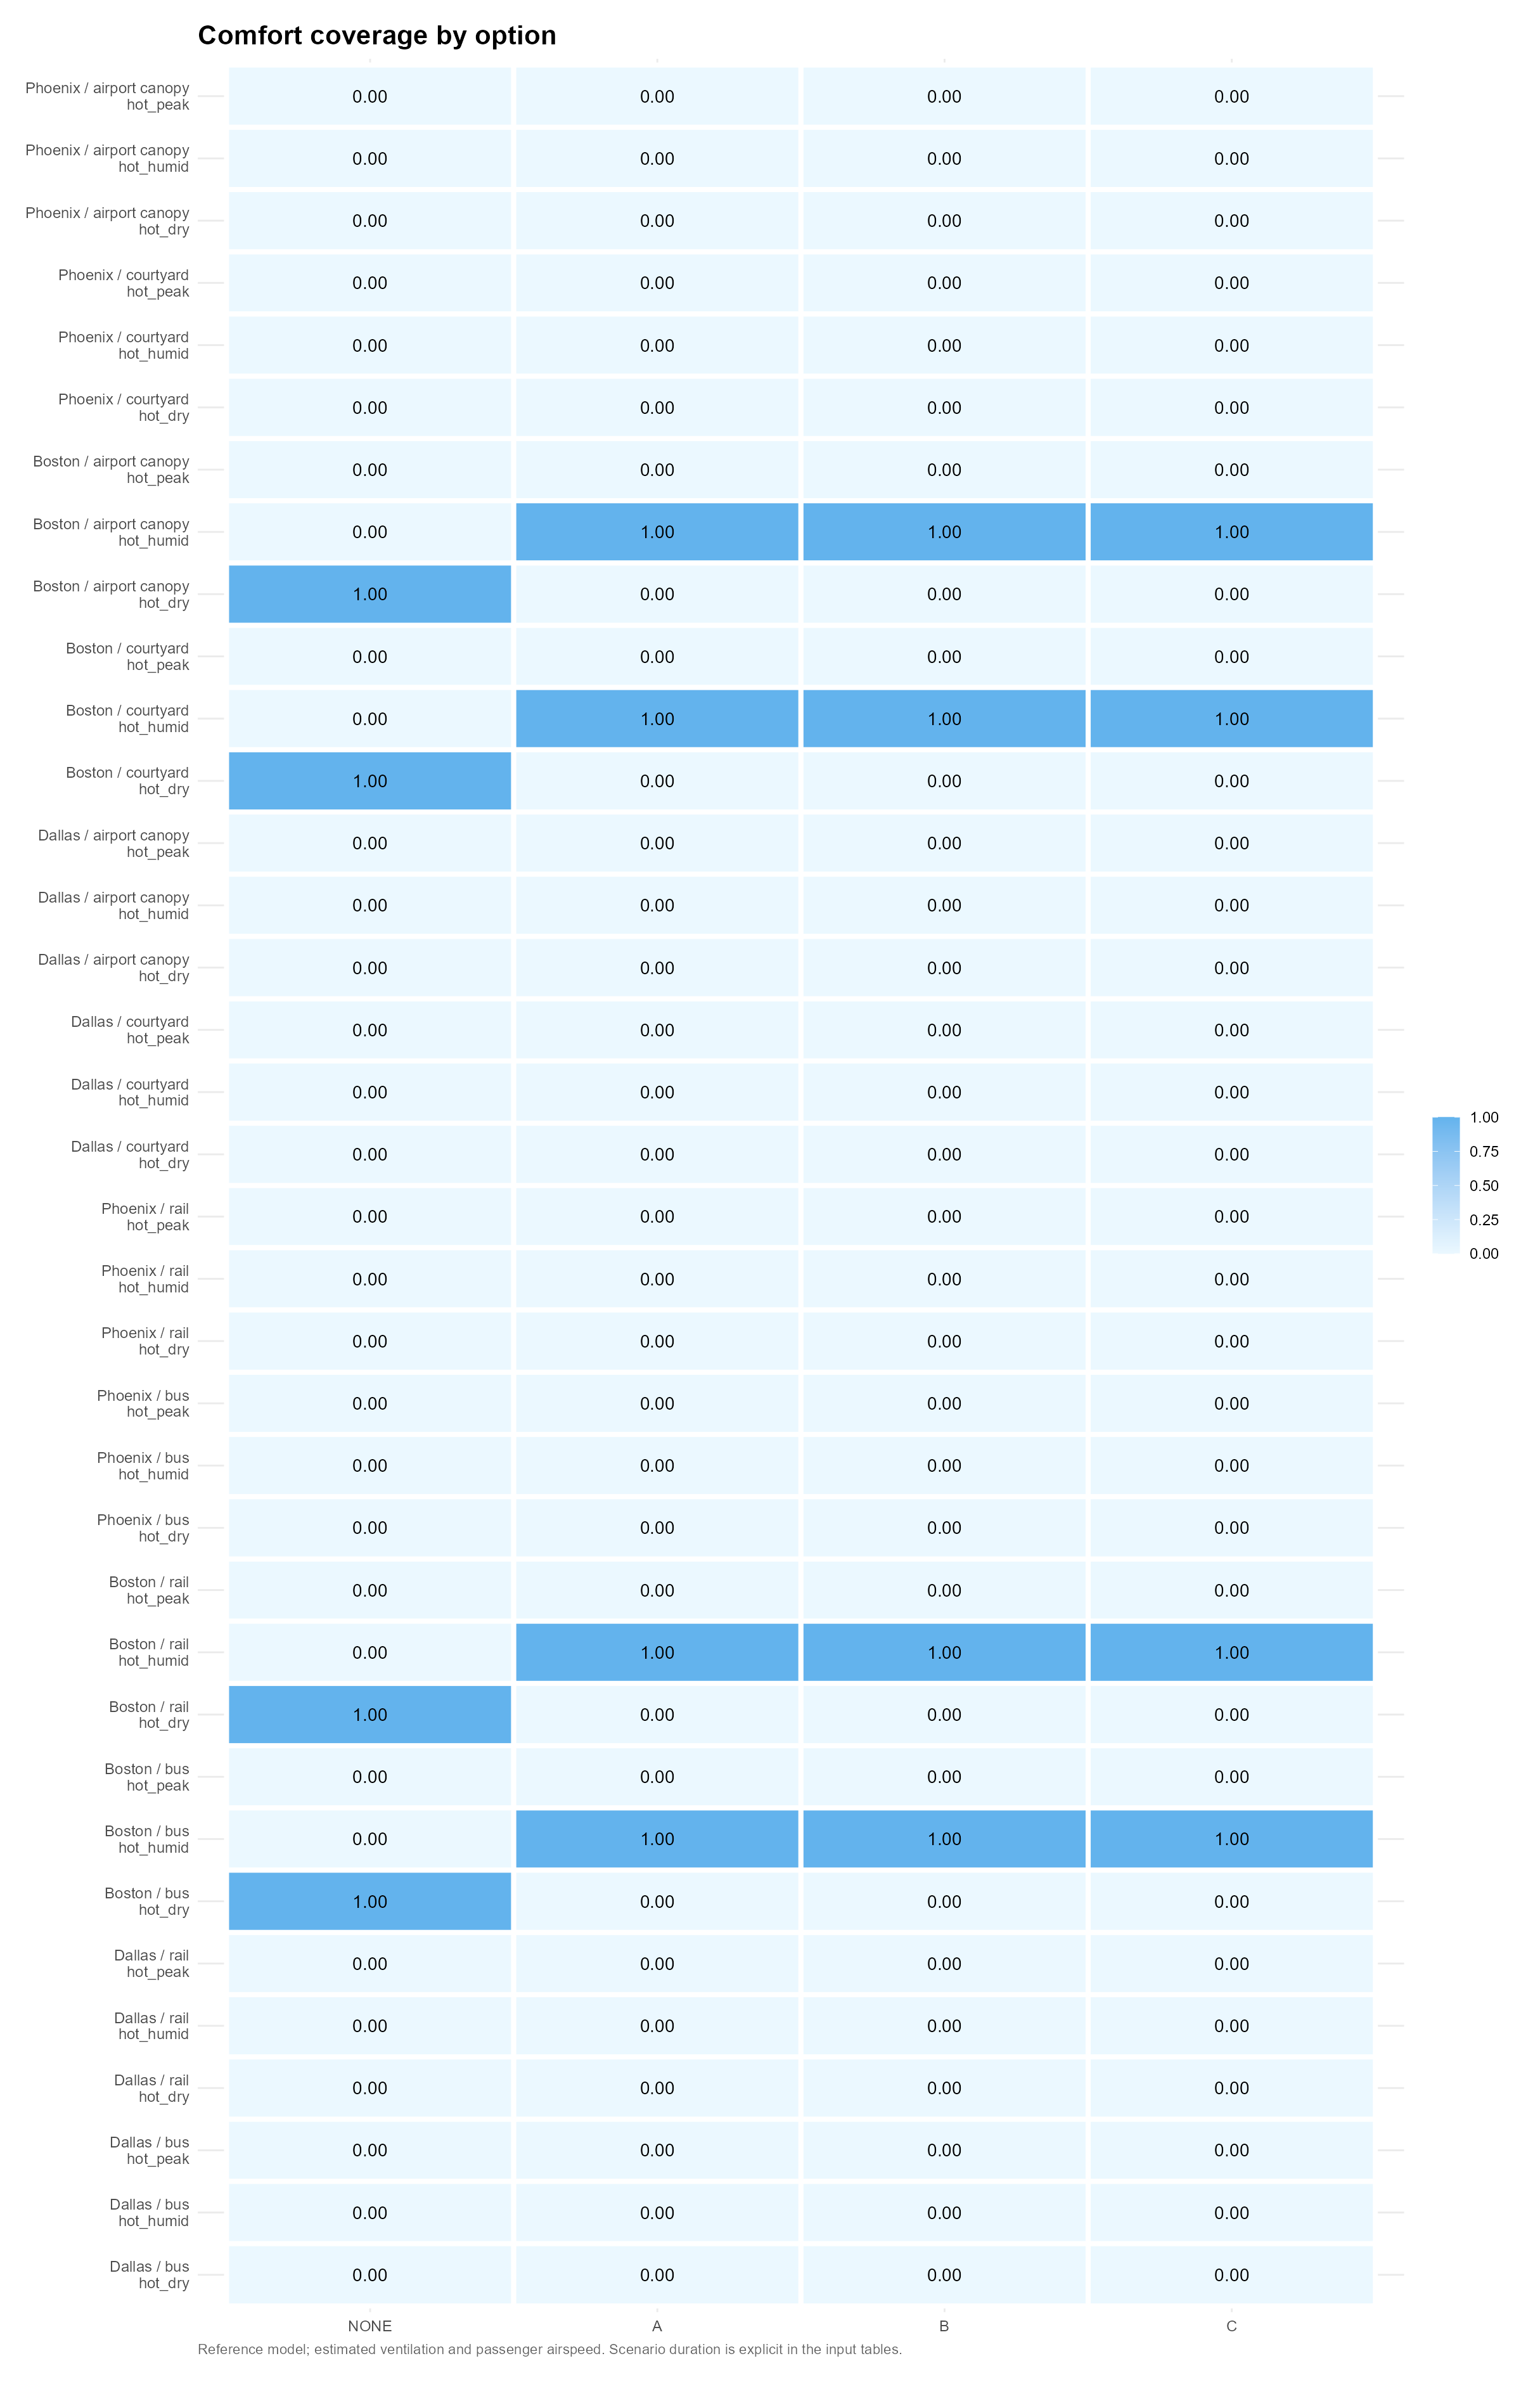 Comfort coverage by option
Phoenix / airport canopy
hot_peak
0.00 0.00 0.00 0.00
Phoenix / airport canopy
hot_humid
0.00 0.00 0.00 0.00
Phoenix / airport canopy
hot_dry
0.00 0.00 0.00 0.00
Phoenix / courtyard
hot_peak
0.00 0.00 0.00 0.00
Phoenix / courtyard
hot_humid
0.00 0.00 0.00 0.00
Phoenix / courtyard
hot_dry
0.00 0.00 0.00 0.00
Boston / airport canopy
hot_peak
0.00 0.00 0.00 0.00
Boston / airport canopy
hot_humid
0.00 1.00 1.00 1.00
Boston / airport canopy
hot_dry
1.00 0.00 0.00 0.00
Boston / courtyard
hot_peak
0.00 0.00 0.00 0.00
Boston / courtyard
hot_humid
0.00 1.00 1.00 1.00
Boston / courtyard
hot_dry
1.00 0.00 0.00 0.00
Dallas / airport canopy
hot_peak
0.00 0.00 0.00 0.00
Dallas / airport canopy
hot_humid
0.00 0.00 0.00 0.00
Dallas / airport canopy
hot_dry
0.00 0.00 0.00 0.00
Dallas / courtyard
hot_peak
0.00 0.00 0.00 0.00
Dallas / courtyard
hot_humid
0.00 0.00 0.00 0.00
Dallas / courtyard
hot_dry
0.00 0.00 0.00 0.00
Phoenix / rail
hot_peak
0.00 0.00 0.00 0.00
Phoenix / rail
hot_humid
0.00 0.00 0.00 0.00
Phoenix / rail
hot_dry
0.00 0.00 0.00 0.00
Phoenix / bus
hot_peak
0.00 0.00 0.00 0.00
Phoenix / bus
hot_humid
0.00 0.00 0.00 0.00
Phoenix / bus
hot_dry
0.00 0.00 0.00 0.00
Boston / rail
hot_peak
0.00 0.00 0.00 0.00
Boston / rail
hot_humid
0.00 1.00 1.00 1.00
Boston / rail
hot_dry
1.00 0.00 0.00 0.00
Boston / bus
hot_peak
0.00 0.00 0.00 0.00
Boston / bus
hot_humid
0.00 1.00 1.00 1.00
Boston / bus
hot_dry
1.00 0.00 0.00 0.00
Dallas / rail
hot_peak
0.00 0.00 0.00 0.00
Dallas / rail
hot_humid
0.00 0.00 0.00 0.00
Dallas / rail
hot_dry
0.00 0.00 0.00 0.00
Dallas / bus
hot_peak
0.00 0.00 0.00 0.00
Dallas / bus
hot_humid
0.00 0.00 0.00 0.00
Dallas / bus
hot_dry
0.00 0.00 0.00 0.00
NONE A B C
Reference model; estimated ventilation and passenger airspeed. Scenario duration is explicit in the input tables.
1.00
0.75
0.50
0.25
0.00